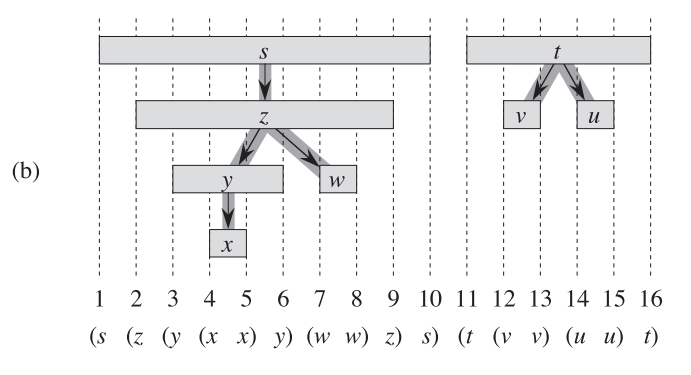 s t
z v u
(b)
y w
x
1 2 3 4 5 6 7 8 9 10 11 12 13 14 15 16
(s (z (y (x x) y) (w w) z) s) (t (v v) (u u) t)